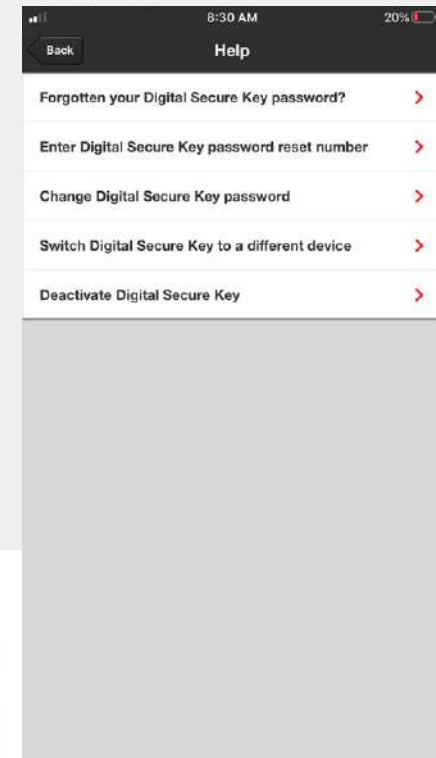 8:30 AM
20%
Back
Help
Forgotten your Digital Secure Key password?
Enter Digital Secure Key password reset number
Change Digital Secure Key password
Switch Digital Secure Key to a different device
Deactivate Digital Secure Key